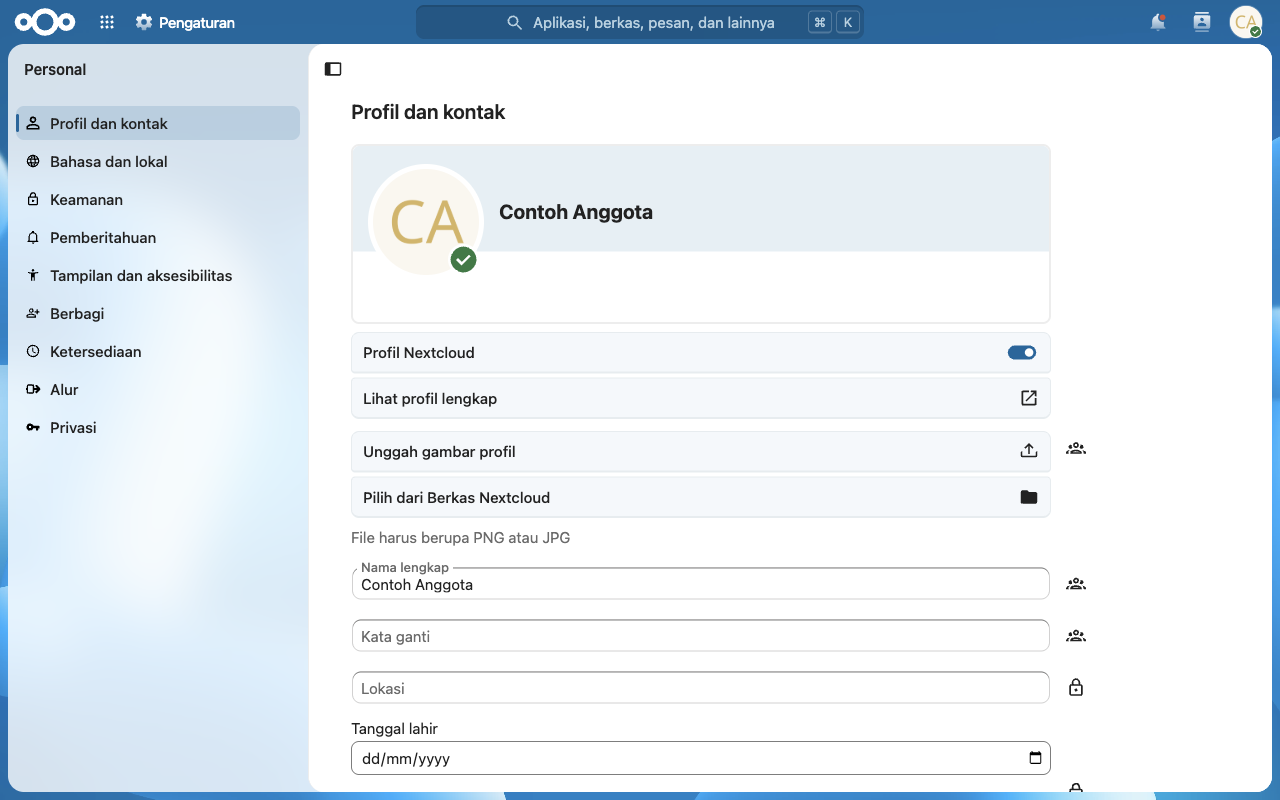 Pengaturan
Aplikasi, berkas, pesan, dan lainnya
⌘ K
CA
Personal
Profil dan kontak
Bahasa dan lokal
Keamanan
Pemberitahuan
Tampilan dan aksesibilitas
Berbagi
Ketersediaan
Alur
Privasi
Profil dan kontak
CA
Contoh Anggota
Profil Nextcloud
Lihat profil lengkap
Unggah gambar profil
Pilih dari Berkas Nextcloud
File harus berupa PNG atau JPG
Nama lengkap
Contoh Anggota
Kata ganti
Lokasi
Tanggal lahir
dd/mm/yyyy